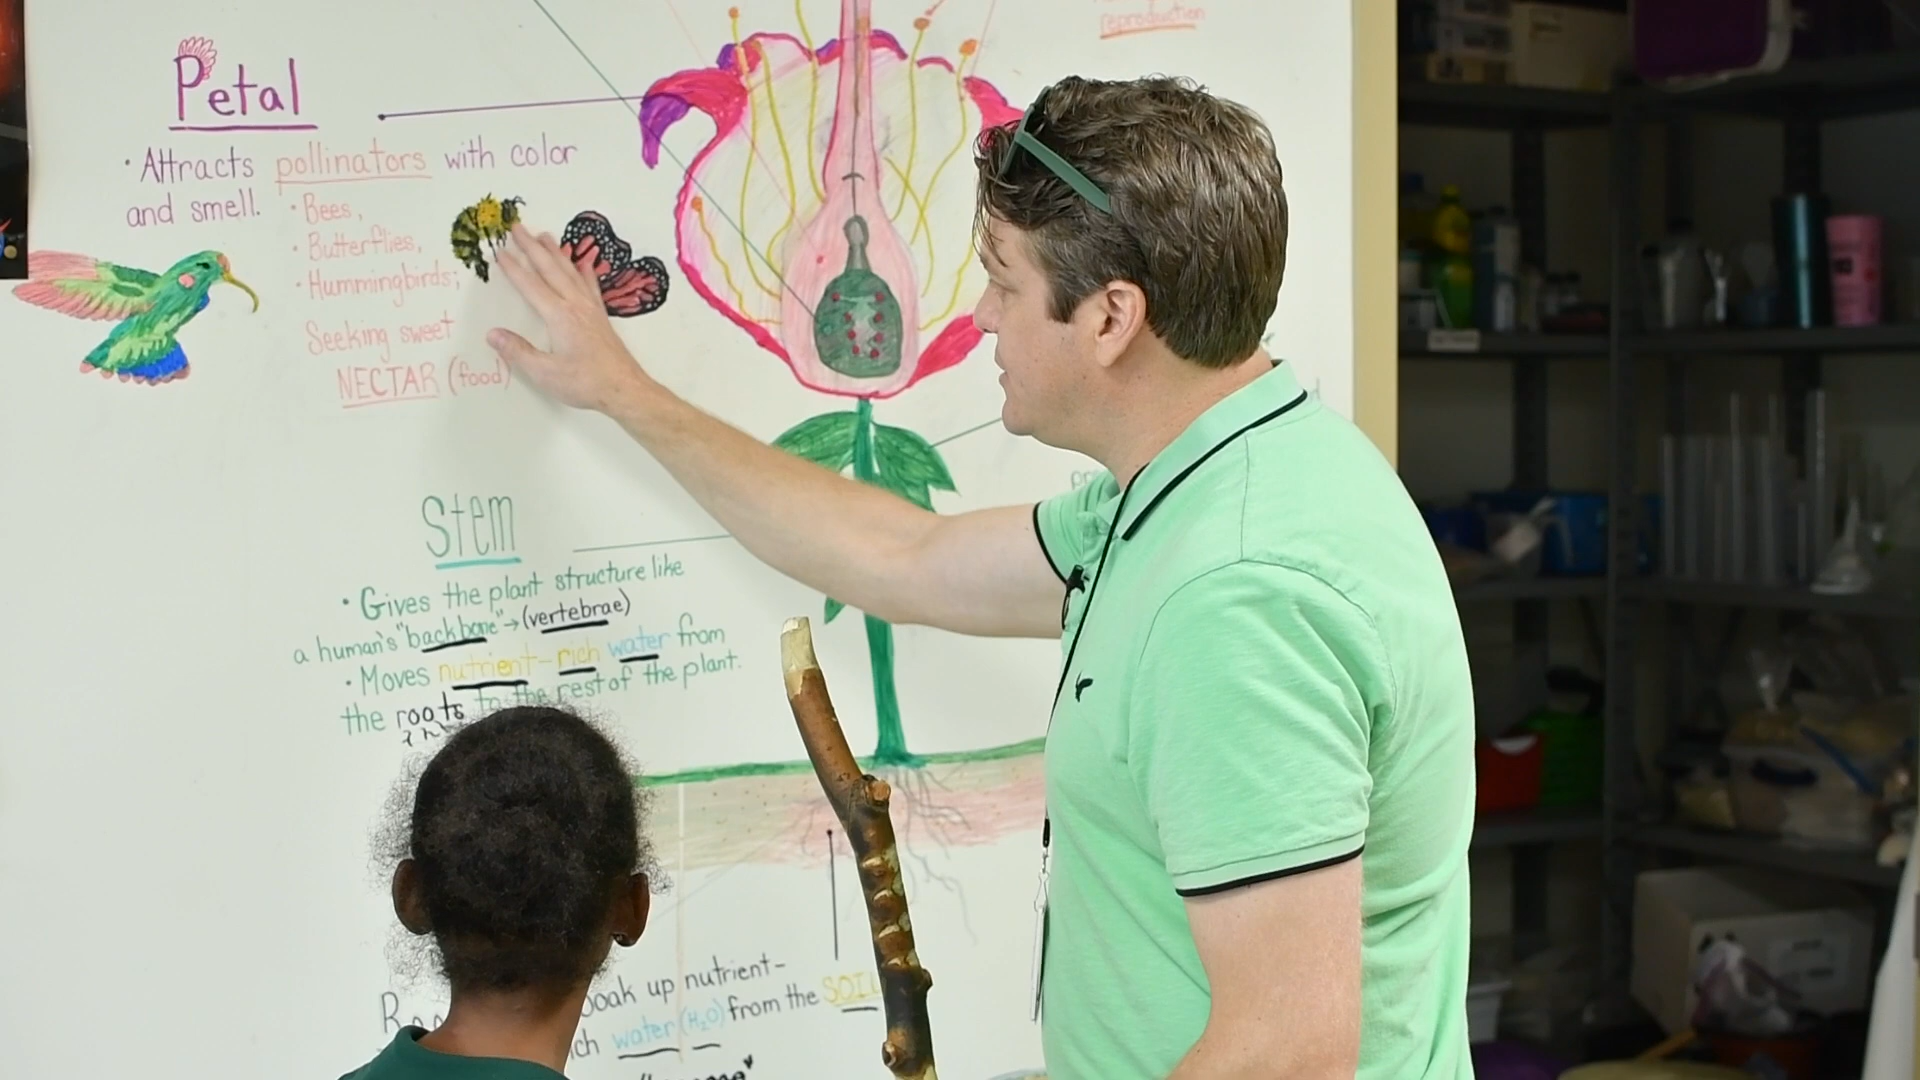 reproduction
Petal
• Attracts pollinators with color
and smell.
• Bees,
• Butterflies,
• Hummingbirds;
Seeking sweet
NECTAR (food)
Stem
• Gives the plant structure like
a human's "backbone" → (vertebrae)
• Moves nutrient-rich water from
the roots to the rest of the plant.
soak up nutrient-
water (H₂O) from the SOIL